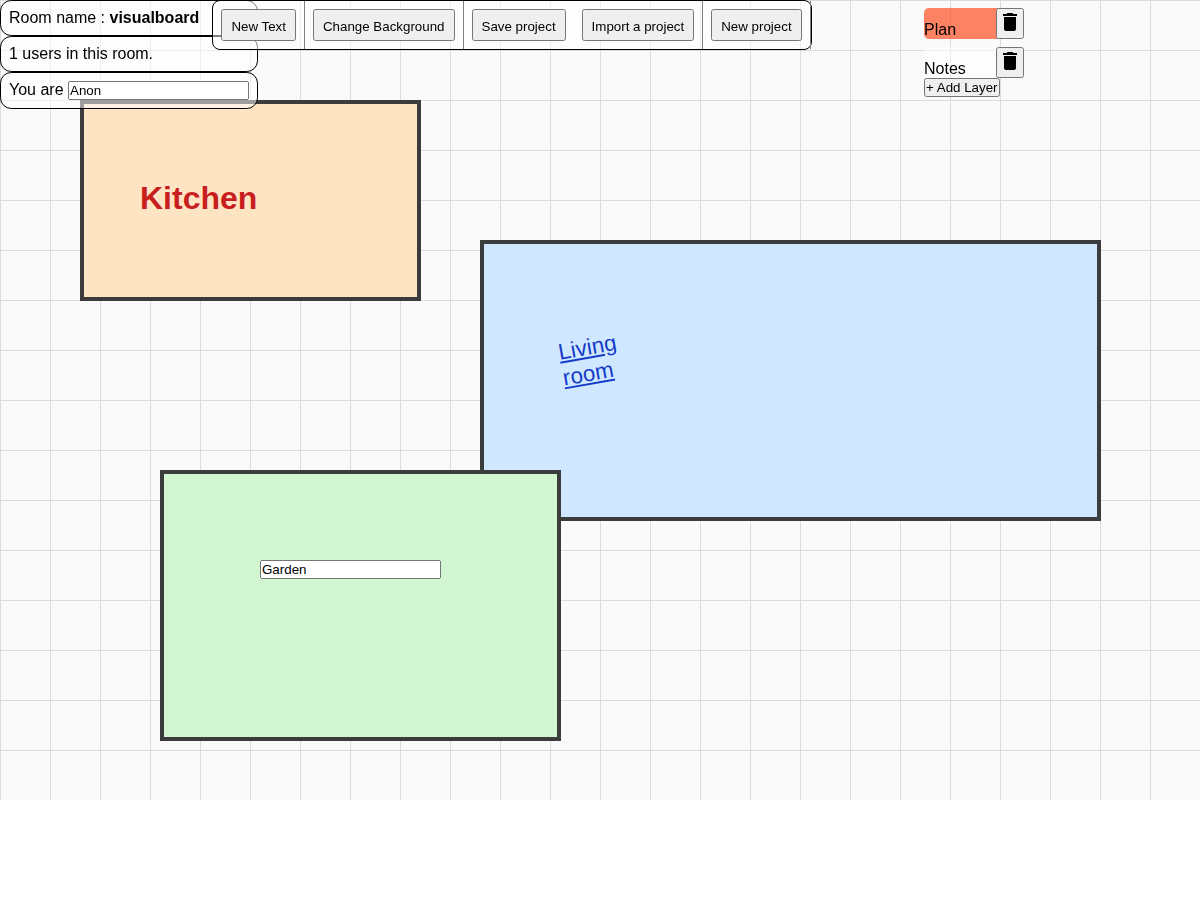 Room name : visualboard
1 users in this room.
You are Anon
New Text
Change Background
Save project
Import a project
New project
Plan
Notes
+ Add Layer
Kitchen
Living
room
Garden